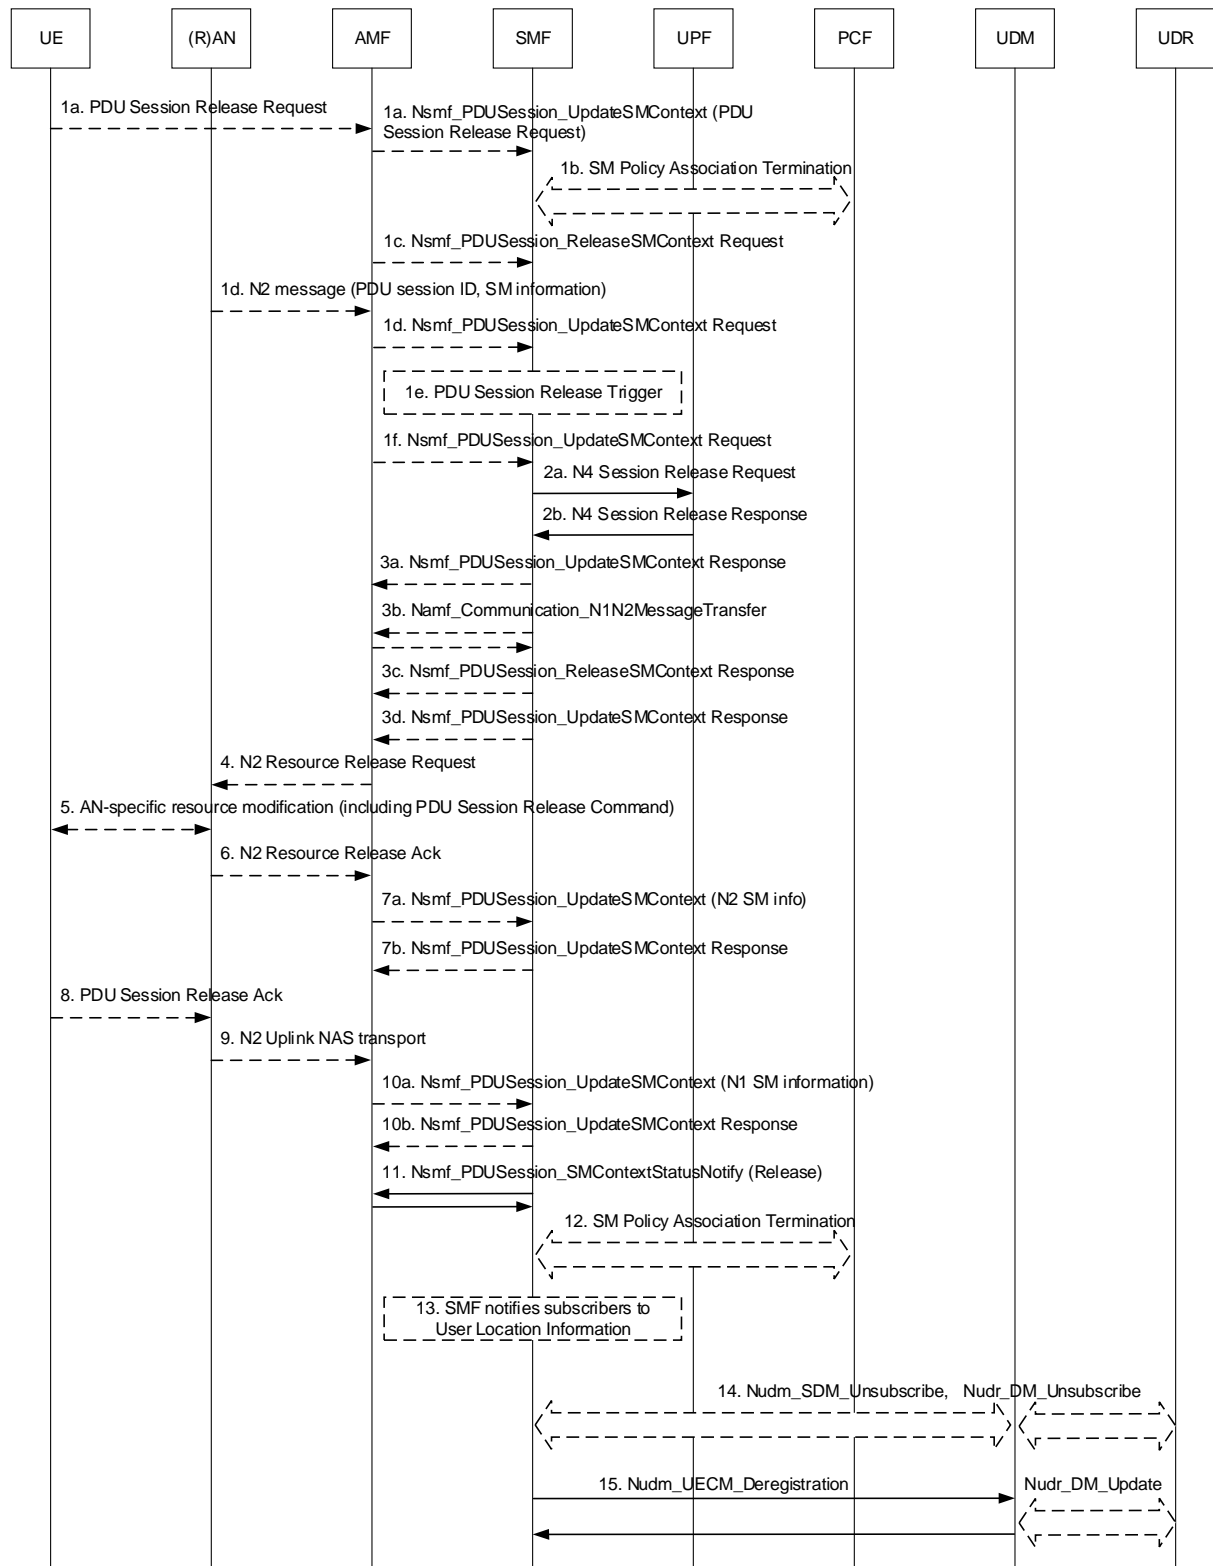 UE
(R)AN
AMF
SMF
UPF
PCF
UDM
UDR
1a. PDU Session Release Request
1a. Nsmf_PDUSession_UpdateSMContext (PDU
Session Release Request)
1b. SM Policy Association Termination
1c. Nsmf_PDUSession_ReleaseSMContext Request
1d. N2 message (PDU session ID, SM information)
1d. Nsmf_PDUSession_UpdateSMContext Request
1e. PDU Session Release Trigger
1f. Nsmf_PDUSession_UpdateSMContext Request
2a. N4 Session Release Request
2b. N4 Session Release Response
3a. Nsmf_PDUSession_UpdateSMContext Response
3b. Namf_Communication_N1N2MessageTransfer
3c. Nsmf_PDUSession_ReleaseSMContext Response
3d. Nsmf_PDUSession_UpdateSMContext Response
4. N2 Resource Release Request
5. AN-specific resource modification (including PDU Session Release Command)
6. N2 Resource Release Ack
7a. Nsmf_PDUSession_UpdateSMContext (N2 SM info)
7b. Nsmf_PDUSession_UpdateSMContext Response
8. PDU Session Release Ack
9. N2 Uplink NAS transport
10a. Nsmf_PDUSession_UpdateSMContext (N1 SM information)
10b. Nsmf_PDUSession_UpdateSMContext Response
11. Nsmf_PDUSession_SMContextStatusNotify (Release)
12. SM Policy Association Termination
13. SMF notifies subscribers to
User Location Information
14. Nudm_SDM_Unsubscribe, Nudr_DM_Unsubscribe
15. Nudm_UECM_Deregistration
Nudr_DM_Update